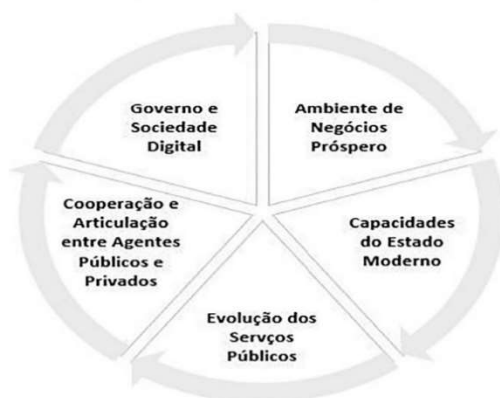 Governo e
Sociedade
Digital
Ambiente de
Negócios
Próspero
Cooperação e
Articulação
entre Agentes
Públicos e
Privados
Capacidades
do Estado
Moderno
Evolução dos
Servços
Públicos